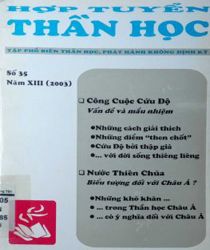 HỢP TUYỂN
THẦN HỌC
TẬP PHỔ BIẾN THẦN HỌC, PHÁT HÀNH KHÔNG ĐỊNH KỲ
Số 35
Năm XIII (2003)
❑ Công Cuộc Cứu Độ
Vấn đề và mầu nhiệm
●Những cách giải thích
●Những điểm “then chốt”
●Cứu Độ bởi thập giá
● ... với đời sống thiêng liêng
❑ Nước Thiên Chúa
Biểu tượng đối với Châu Á ?
●Những khó khăn ...
● ... trong Thần học Châu Á
● ... có ý nghĩa đối với Châu Á